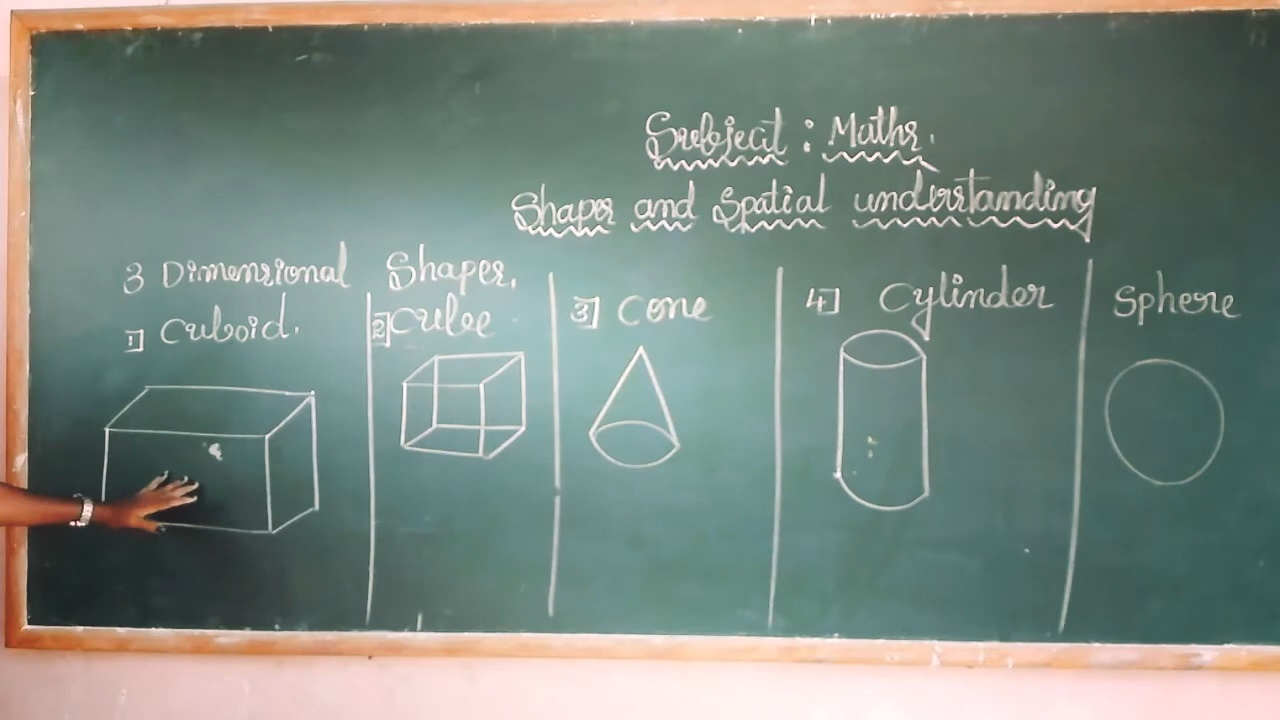 Subject : Maths.
Shapes and Spatial understanding
3 Dimensional Shapes.
1] Cuboid.
2] Cube
3] Cone
4] Cylinder
Sphere